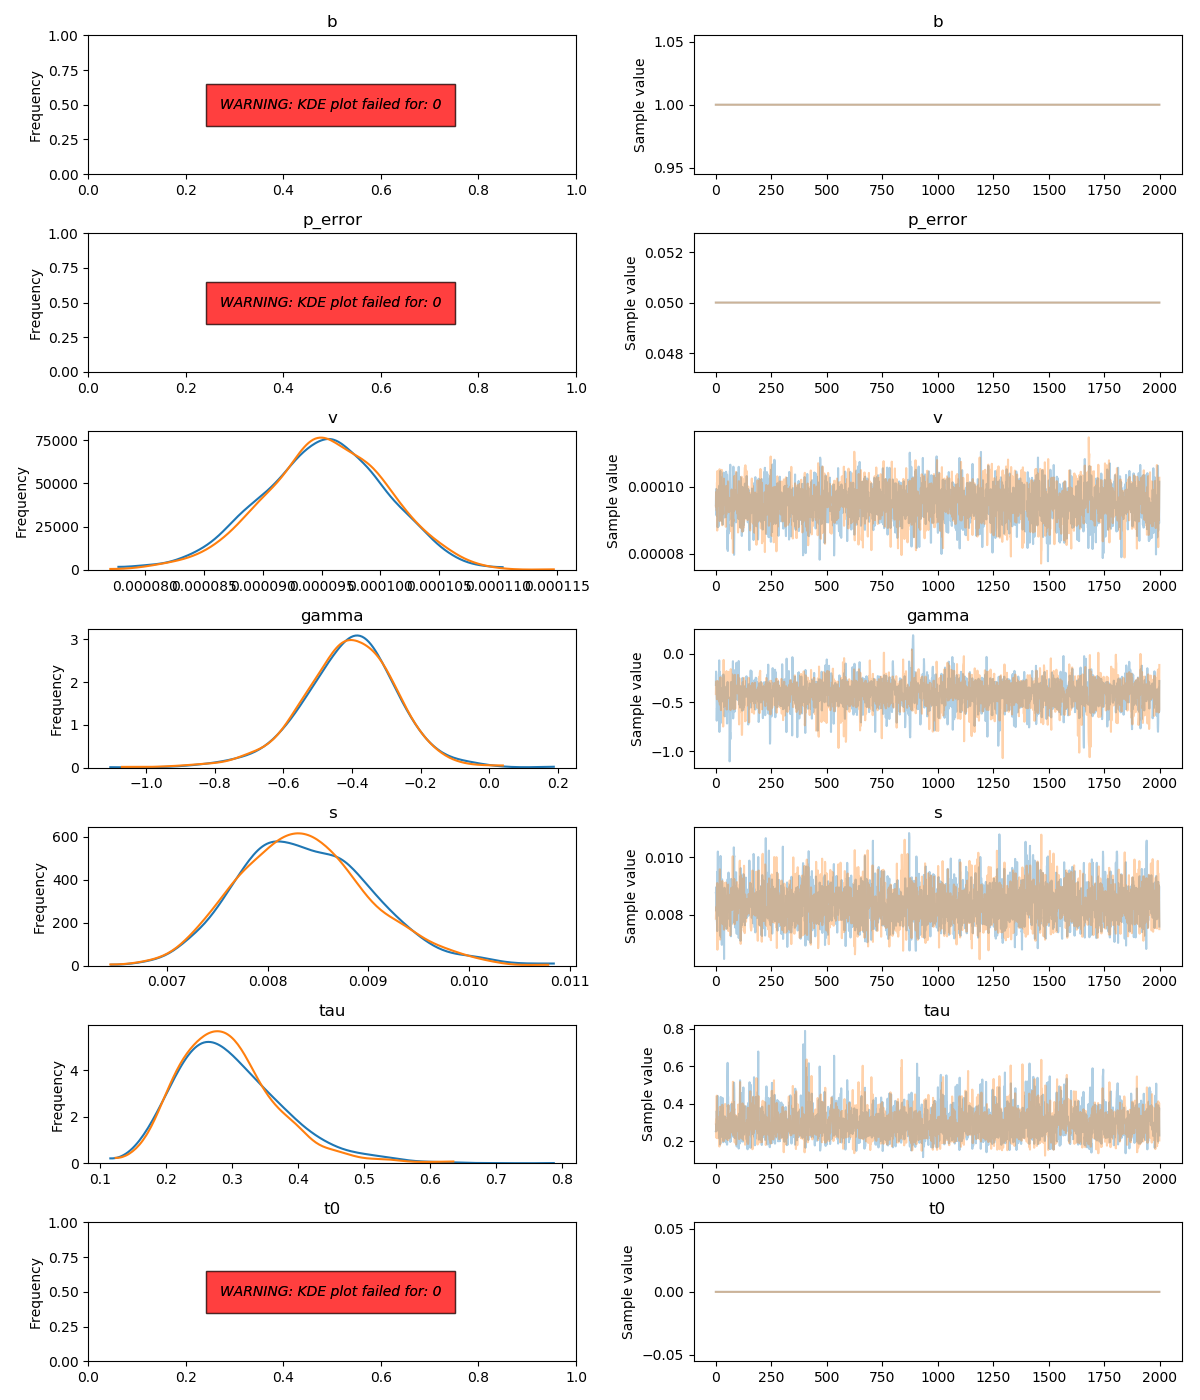 b
Frequency
1.00
0.75
0.50
0.25
0.00
WARNING: KDE plot failed for: 0
0.0 0.2 0.4 0.6 0.8 1.0
b
Sample value
1.05
1.00
0.95
0 250 500 750 1000 1250 1500 1750 2000
p_error
Frequency
1.00
0.75
0.50
0.25
0.00
WARNING: KDE plot failed for: 0
0.0 0.2 0.4 0.6 0.8 1.0
p_error
Sample value
0.052
0.050
0.048
0 250 500 750 1000 1250 1500 1750 2000
v
Frequency
75000
50000
25000
0
0.000080 0.000085 0.000090 0.000095 0.000100 0.000105 0.000110 0.000115
v
Sample value
0.00010
0.00008
0 250 500 750 1000 1250 1500 1750 2000
gamma
Frequency
3
2
1
0
−1.0 −0.8 −0.6 −0.4 −0.2 0.0 0.2
gamma
Sample value
0.0
−0.5
−1.0
0 250 500 750 1000 1250 1500 1750 2000
s
Frequency
600
400
200
0
0.007 0.008 0.009 0.010 0.011
s
Sample value
0.010
0.008
0 250 500 750 1000 1250 1500 1750 2000
tau
Frequency
4
2
0
0.1 0.2 0.3 0.4 0.5 0.6 0.7 0.8
tau
Sample value
0.8
0.6
0.4
0.2
0 250 500 750 1000 1250 1500 1750 2000
t0
Frequency
1.00
0.75
0.50
0.25
0.00
WARNING: KDE plot failed for: 0
0.0 0.2 0.4 0.6 0.8 1.0
t0
Sample value
0.05
0.00
−0.05
0 250 500 750 1000 1250 1500 1750 2000